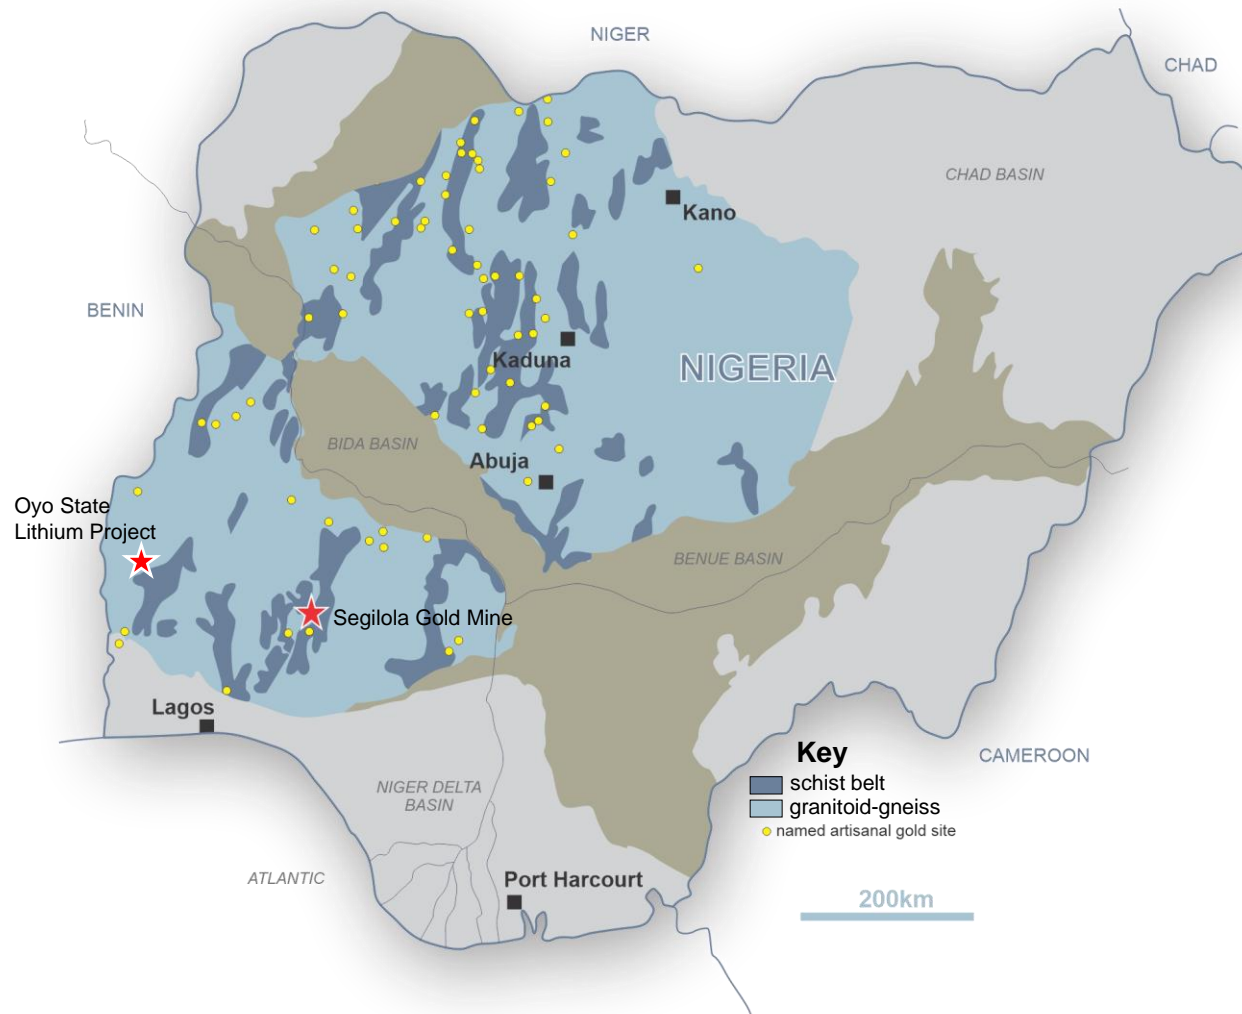 NIGER
CHAD
CHAD BASIN
Kano
BENIN
NIGERIA
Kaduna
BIDA BASIN
Abuja
Oyo State
Lithium Project
BENUE BASIN
Segilola Gold Mine
Lagos
Key
CAMEROON
schist belt
granitoid-gneiss
named artisanal gold site
NIGER DELTA
BASIN
ATLANTIC
Port Harcourt
200km